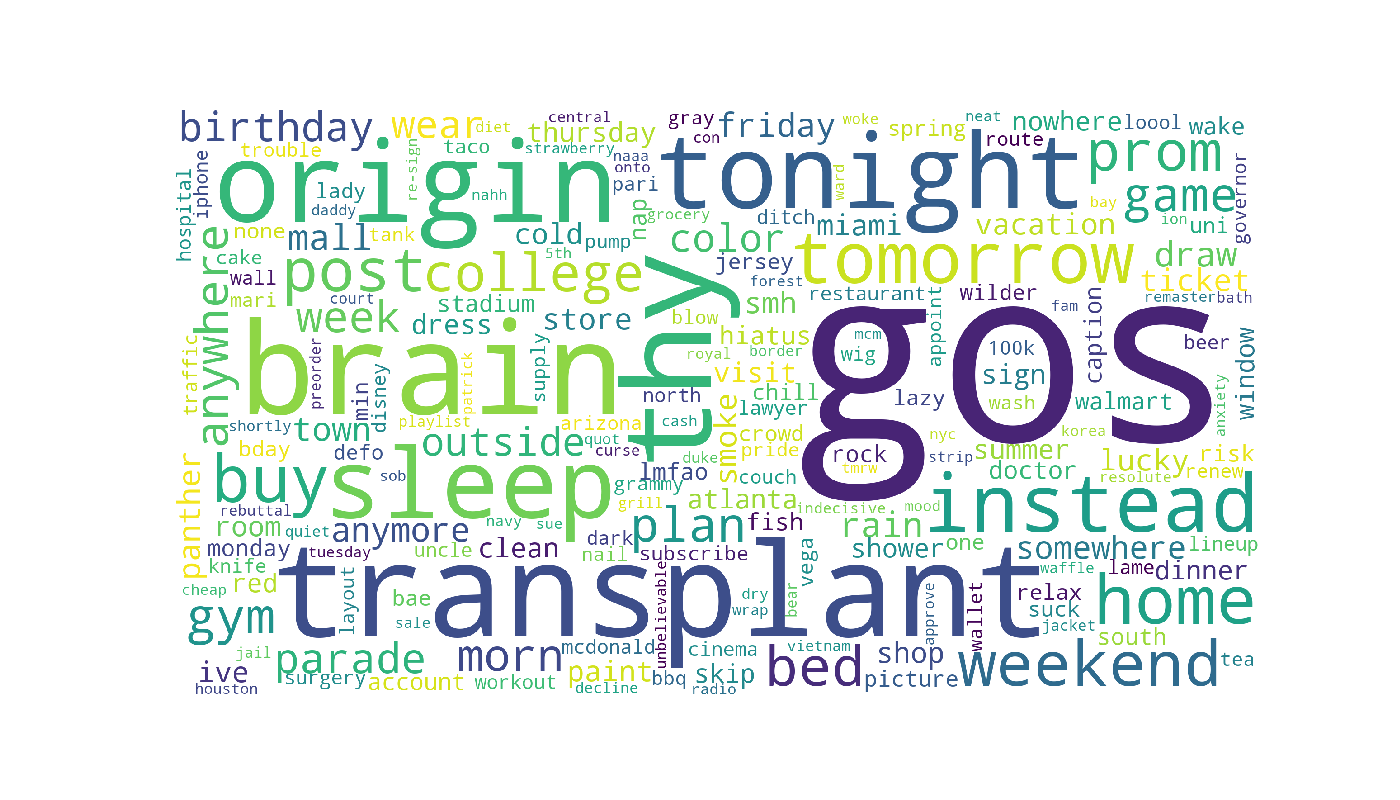 birthday
wear
diet
central
thursday
gray
con
friday
woke
spring
neat
route
nowhere
loool
wake
trouble
origin
re-sign
taco
strawberry
nahh
naaa
onto
pari
tonight
ward
prom
hospital
iphone
lady
daddy
nap
grocery
ditch
miami
bay
game
ion
uni
governor
none
mall
tank
cold
pump
5th
color
vacation
draw
anywhere
cake
wall
mari
post
college
thy
jersey
forest
tomorrow
ticket
court
stadium
smh
restaurant
wilder
fam
caption
remaster
bath
week
dress
store
blow
hiatus
mcm
wig
appoint
gos
100k
sign
beer
window
traffic
brain
preorder
min
disney
patrick
supply
royal
border
visit
north
chill
lazy
wash
walmart
anxiety
shortly
town
playlist
arizona
cash
smoke
lawyer
crowd
nyc
korea
bday
defo
outside
quot
curse
duke
pride
rock
tmrw
strip
summer
lucky
risk
panther
buy
sob
sleep
lmfao
grammy
couch
doctor
resolute
renew
rebuttal
grill
atlanta
indecisive
mood
instead
room
quiet
anymore
navy
sue
plan
fish
rain
monday
tuesday
uncle
clean
dark
nail
subscribe
vega
shower
one
somewhere
lineup
knife
transplant
waffle
lame
dinner
cheap
red
layout
bae
unbelievable
dry
bear
approve
wallet
relax
home
gym
sale
wrap
suck
jacket
jail
parade
morn
mcdonald
cinema
vietnam
shop
south
ive
surgery
account
workout
paint
bbq
skip
bed
picture
weekend
tea
houston
decline
radio